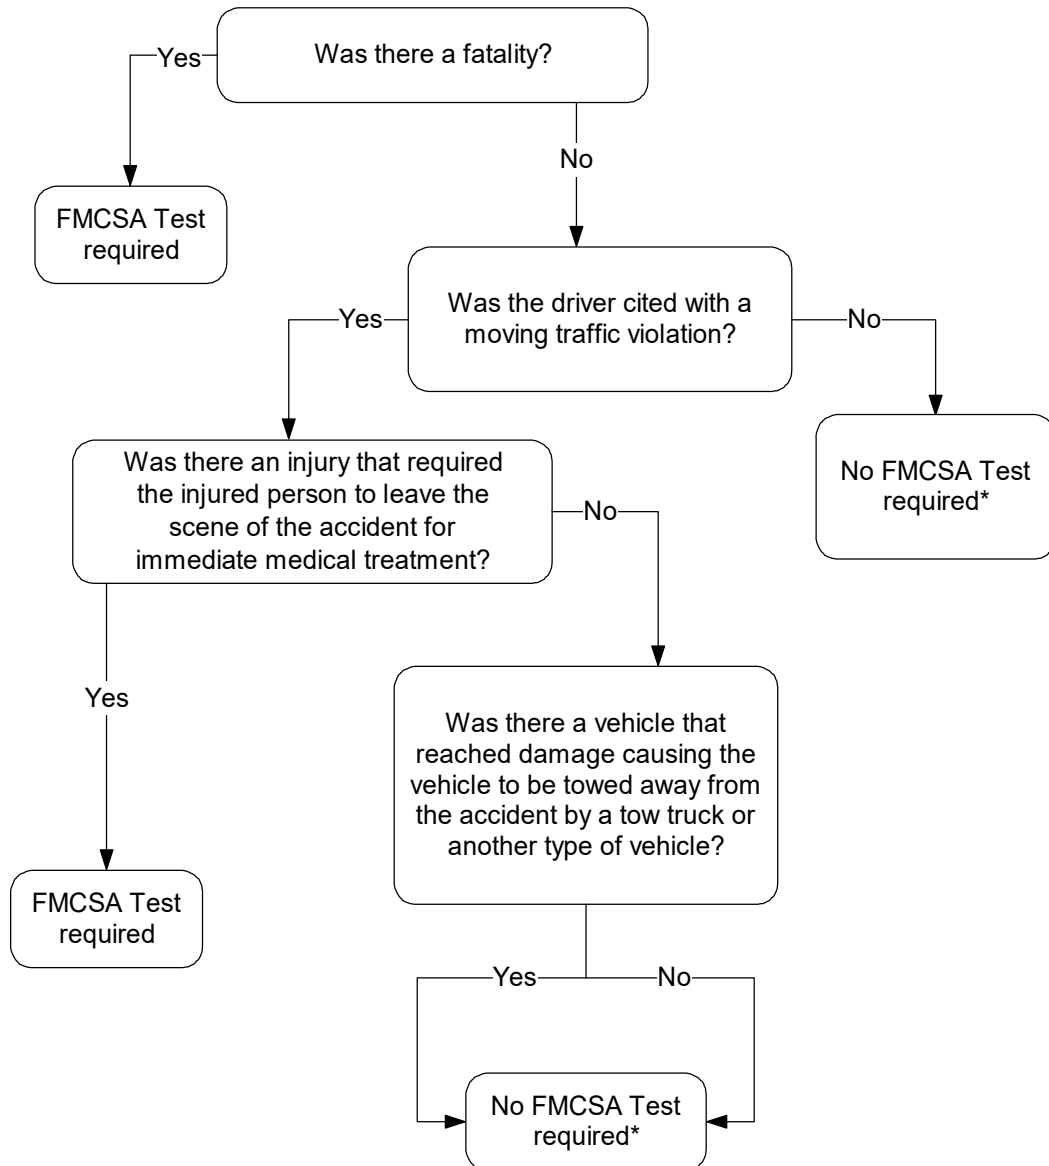 Was there a fatality?
Yes
No
FMCSA Test
required
Was the driver cited with a
moving traffic violation?
Yes
No
Was there an injury that required
the injured person to leave the
scene of the accident for
immediate medical treatment?
No FMCSA Test
required*
No
Yes
Was there a vehicle that
reached damage causing the
vehicle to be towed away from
the accident by a tow truck or
another type of vehicle?
FMCSA Test
required
Yes
No
No FMCSA Test
required*